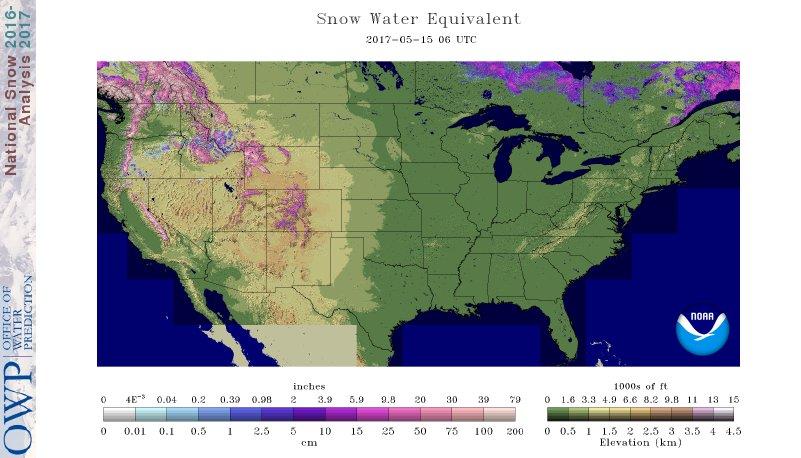 National Snow 2016-
Analysis 2017
OWP
OFFICE OF
WATER
PREDICTION
Snow Water Equivalent
2017-05-15 06 UTC
NOAA
inches
0 4E-3 0.04 0.2 0.39 0.98 2 3.9 5.9 9.8 20 30 39 79
0 0.01 0.1 0.5 1 2.5 5 10 15 25 50 75 100 200
cm
1000s of ft
0 1.6 3.3 4.9 6.6 8.2 9.8 11 13 15
0 0.5 1 1.5 2 2.5 3 3.5 4 4.5
Elevation (km)